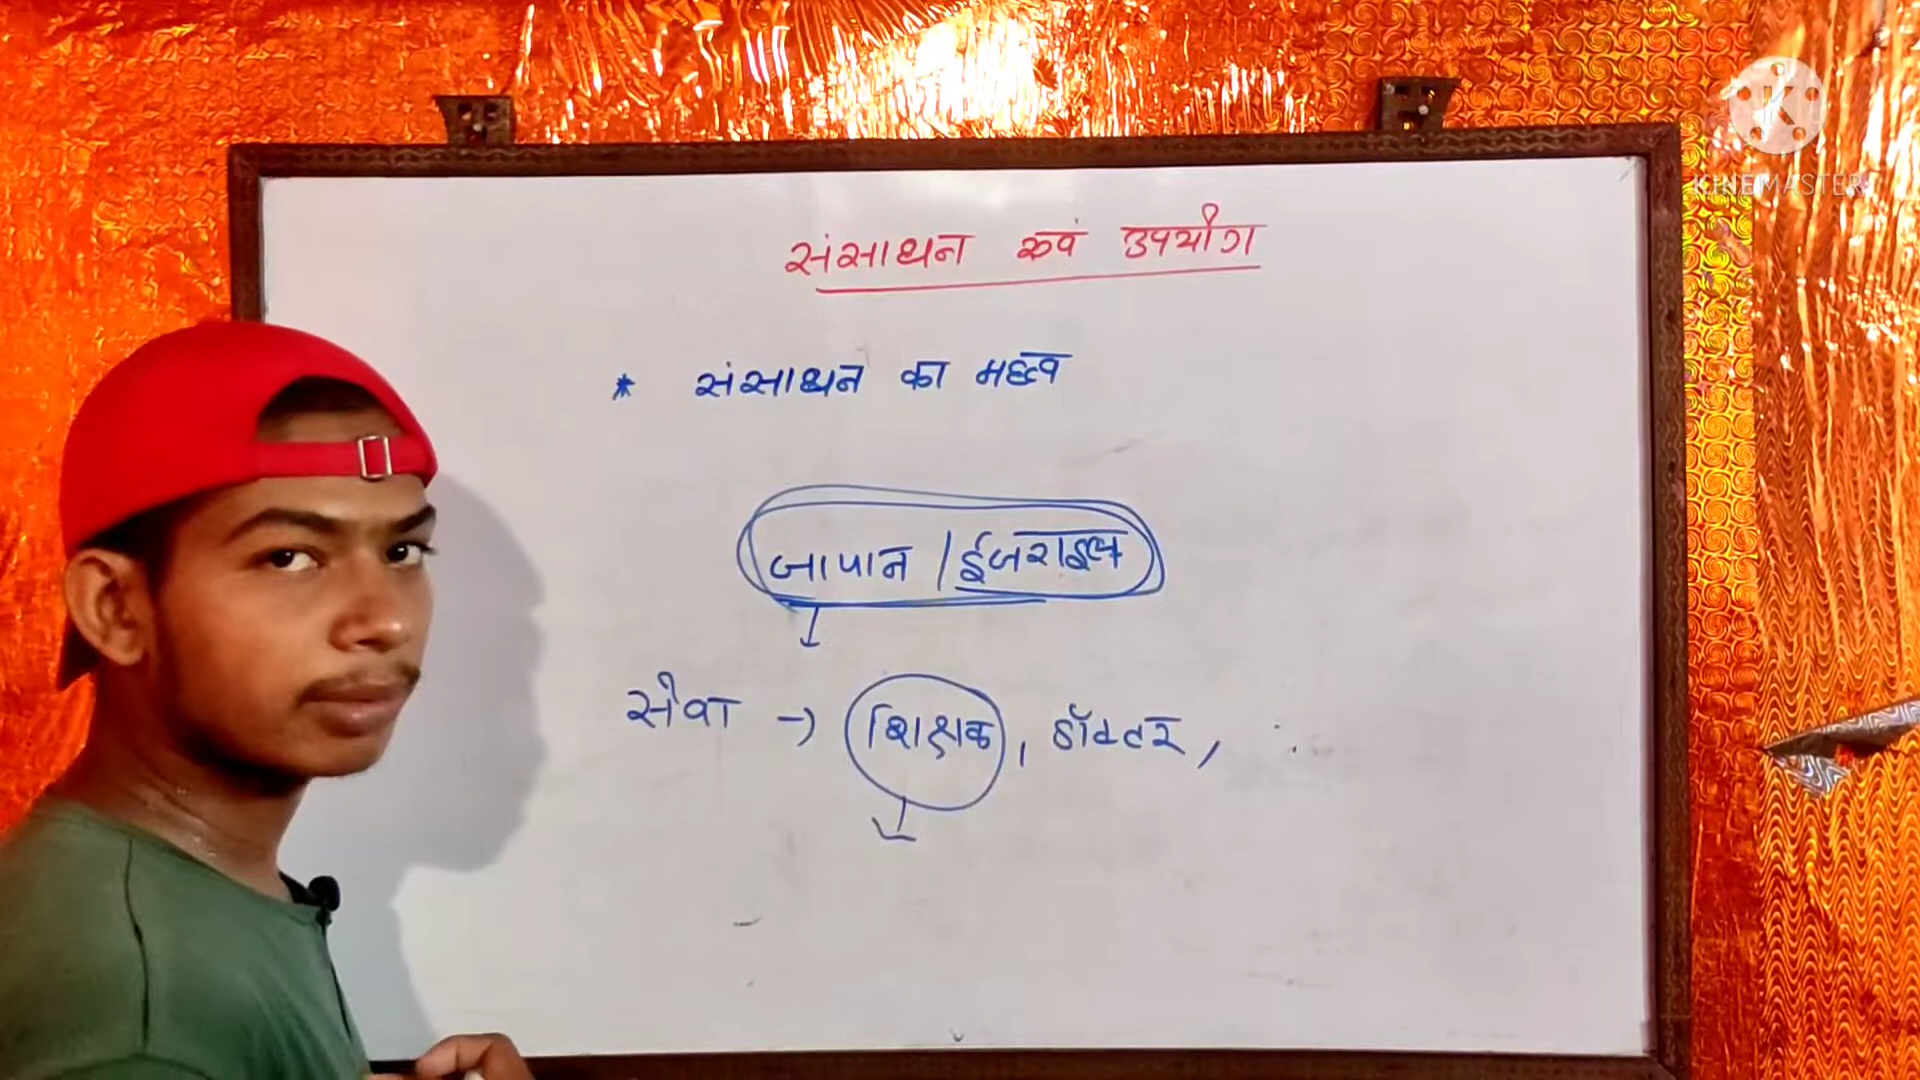 संसाधन एवं उपयोग
* संसाधन का महत्व
जापान / ईजराइल
सेवा → शिक्षक, डॉक्टर,
K
KINEMASTER